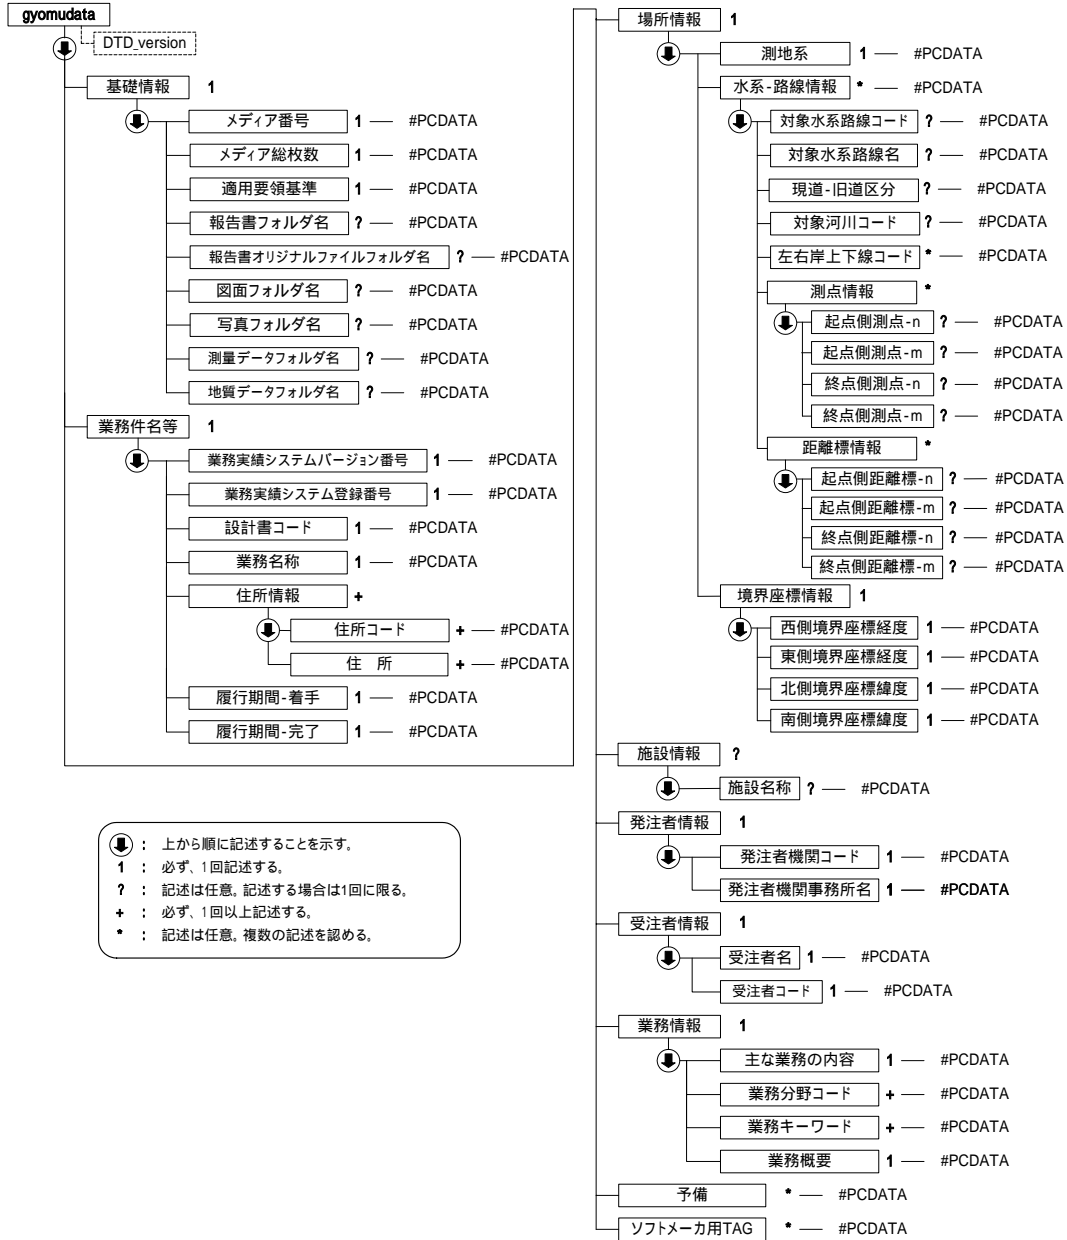 gyomudata
DTD_version
基礎情報 1
メディア番号 1 #PCDATA
メディア総枚数 1 #PCDATA
適用要領基準 1 #PCDATA
報告書フォルダ名 ? #PCDATA
報告書オリジナルファイルフォルダ名 ? #PCDATA
図面フォルダ名 ? #PCDATA
写真フォルダ名 ? #PCDATA
測量データフォルダ名 ? #PCDATA
地質データフォルダ名 ? #PCDATA
業務件名等 1
業務実績システムバージョン番号 1 #PCDATA
業務実績システム登録番号 1 #PCDATA
設計書コード 1 #PCDATA
業務名称 1 #PCDATA
住所情報 +
住所コード + #PCDATA
住 所 + #PCDATA
履行期間-着手 1 #PCDATA
履行期間-完了 1 #PCDATA
: 上から順に記述することを示す。
1 : 必ず、1回記述する。
? : 記述は任意。記述する場合は1回に限る。
+ : 必ず、1回以上記述する。
* : 記述は任意。複数の記述を認める。
場所情報 1
測地系 1 #PCDATA
水系-路線情報 * #PCDATA
対象水系路線コード ? #PCDATA
対象水系路線名 ? #PCDATA
現道-旧道区分 ? #PCDATA
対象河川コード ? #PCDATA
左右岸上下線コード * #PCDATA
測点情報 *
起点側測点-n ? #PCDATA
起点側測点-m ? #PCDATA
終点側測点-n ? #PCDATA
終点側測点-m ? #PCDATA
距離標情報 *
起点側距離標-n ? #PCDATA
起点側距離標-m ? #PCDATA
終点側距離標-n ? #PCDATA
終点側距離標-m ? #PCDATA
境界座標情報 1
西側境界座標経度 1 #PCDATA
東側境界座標経度 1 #PCDATA
北側境界座標緯度 1 #PCDATA
南側境界座標緯度 1 #PCDATA
施設情報 ?
施設名称 ? #PCDATA
発注者情報 1
発注者機関コード 1 #PCDATA
発注者機関事務所名 1 #PCDATA
受注者情報 1
受注者名 1 #PCDATA
受注者コード 1 #PCDATA
業務情報 1
主な業務の内容 1 #PCDATA
業務分野コード + #PCDATA
業務キーワード + #PCDATA
業務概要 1 #PCDATA
予備 * #PCDATA
ソフトメーカ用TAG * #PCDATA